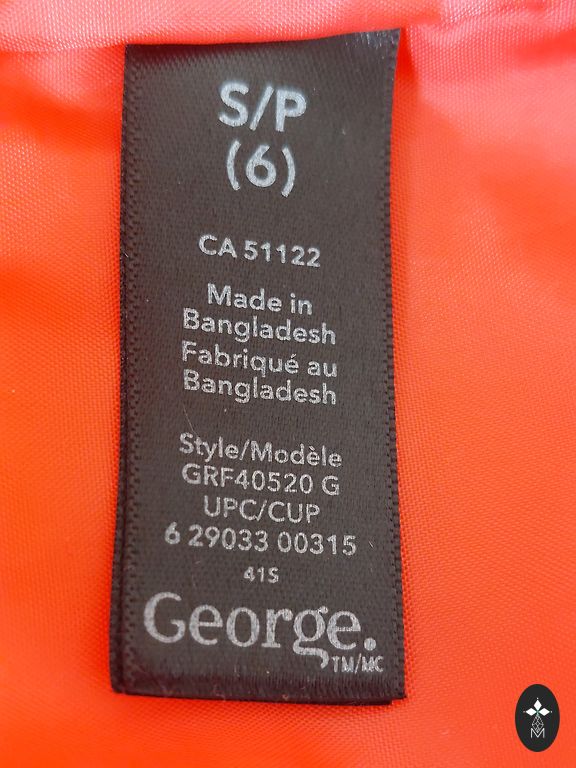 S/P
(6)
CA 51122
Made in
Bangladesh
Fabriqué au
Bangladesh
Style/Modèle
GRF40520 G
UPC/CUP
6 29033 00315
41S
George.
TM/MC